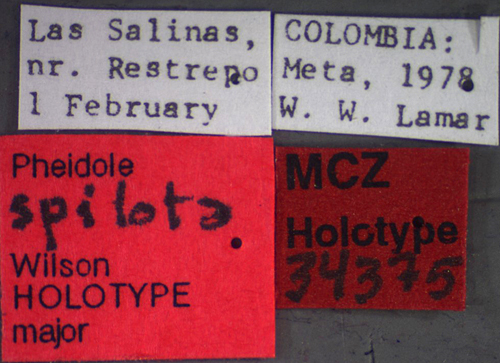 Las Salinas,
nr. Restrepo
1 February
COLOMBIA:
Meta, 1978
W. W. Lamar
Pheidole
spilota
Wilson
HOLOTYPE
major
MCZ
Holotype
34375